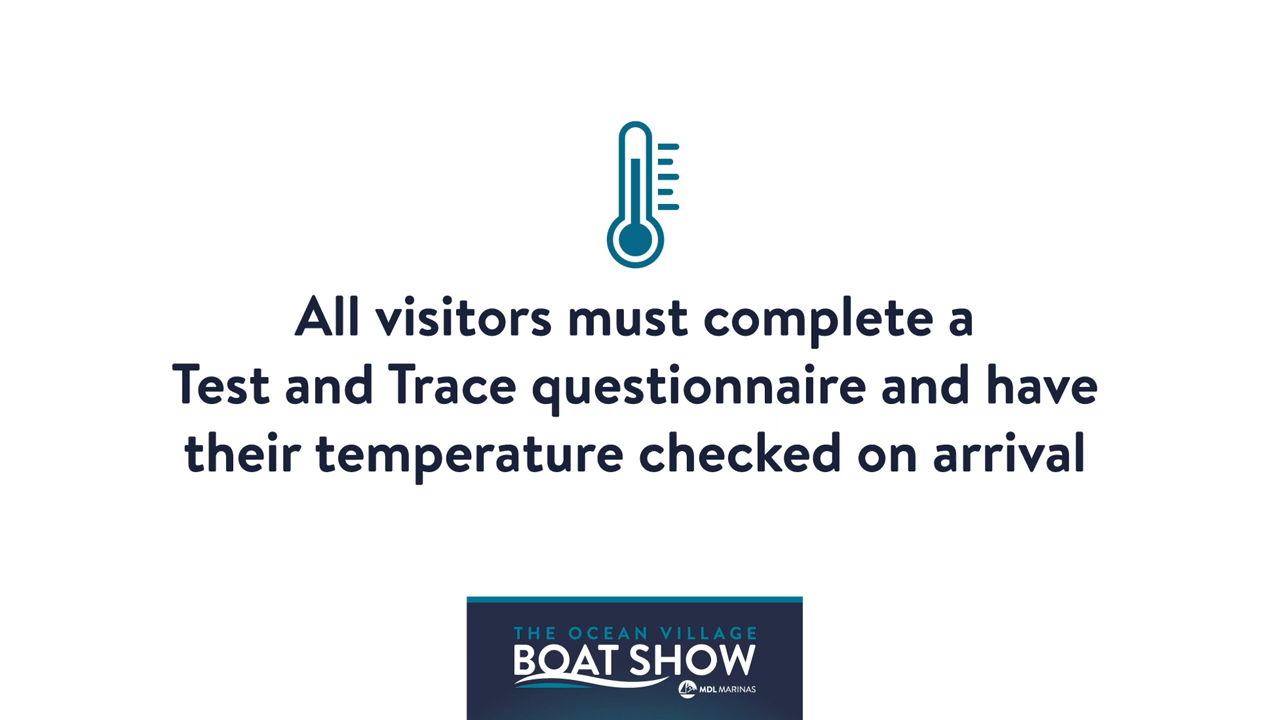 All visitors must complete a
Test and Trace questionnaire and have
their temperature checked on arrival
THE OCEAN VILLAGE
BOAT SHOW
MDL MARINAS